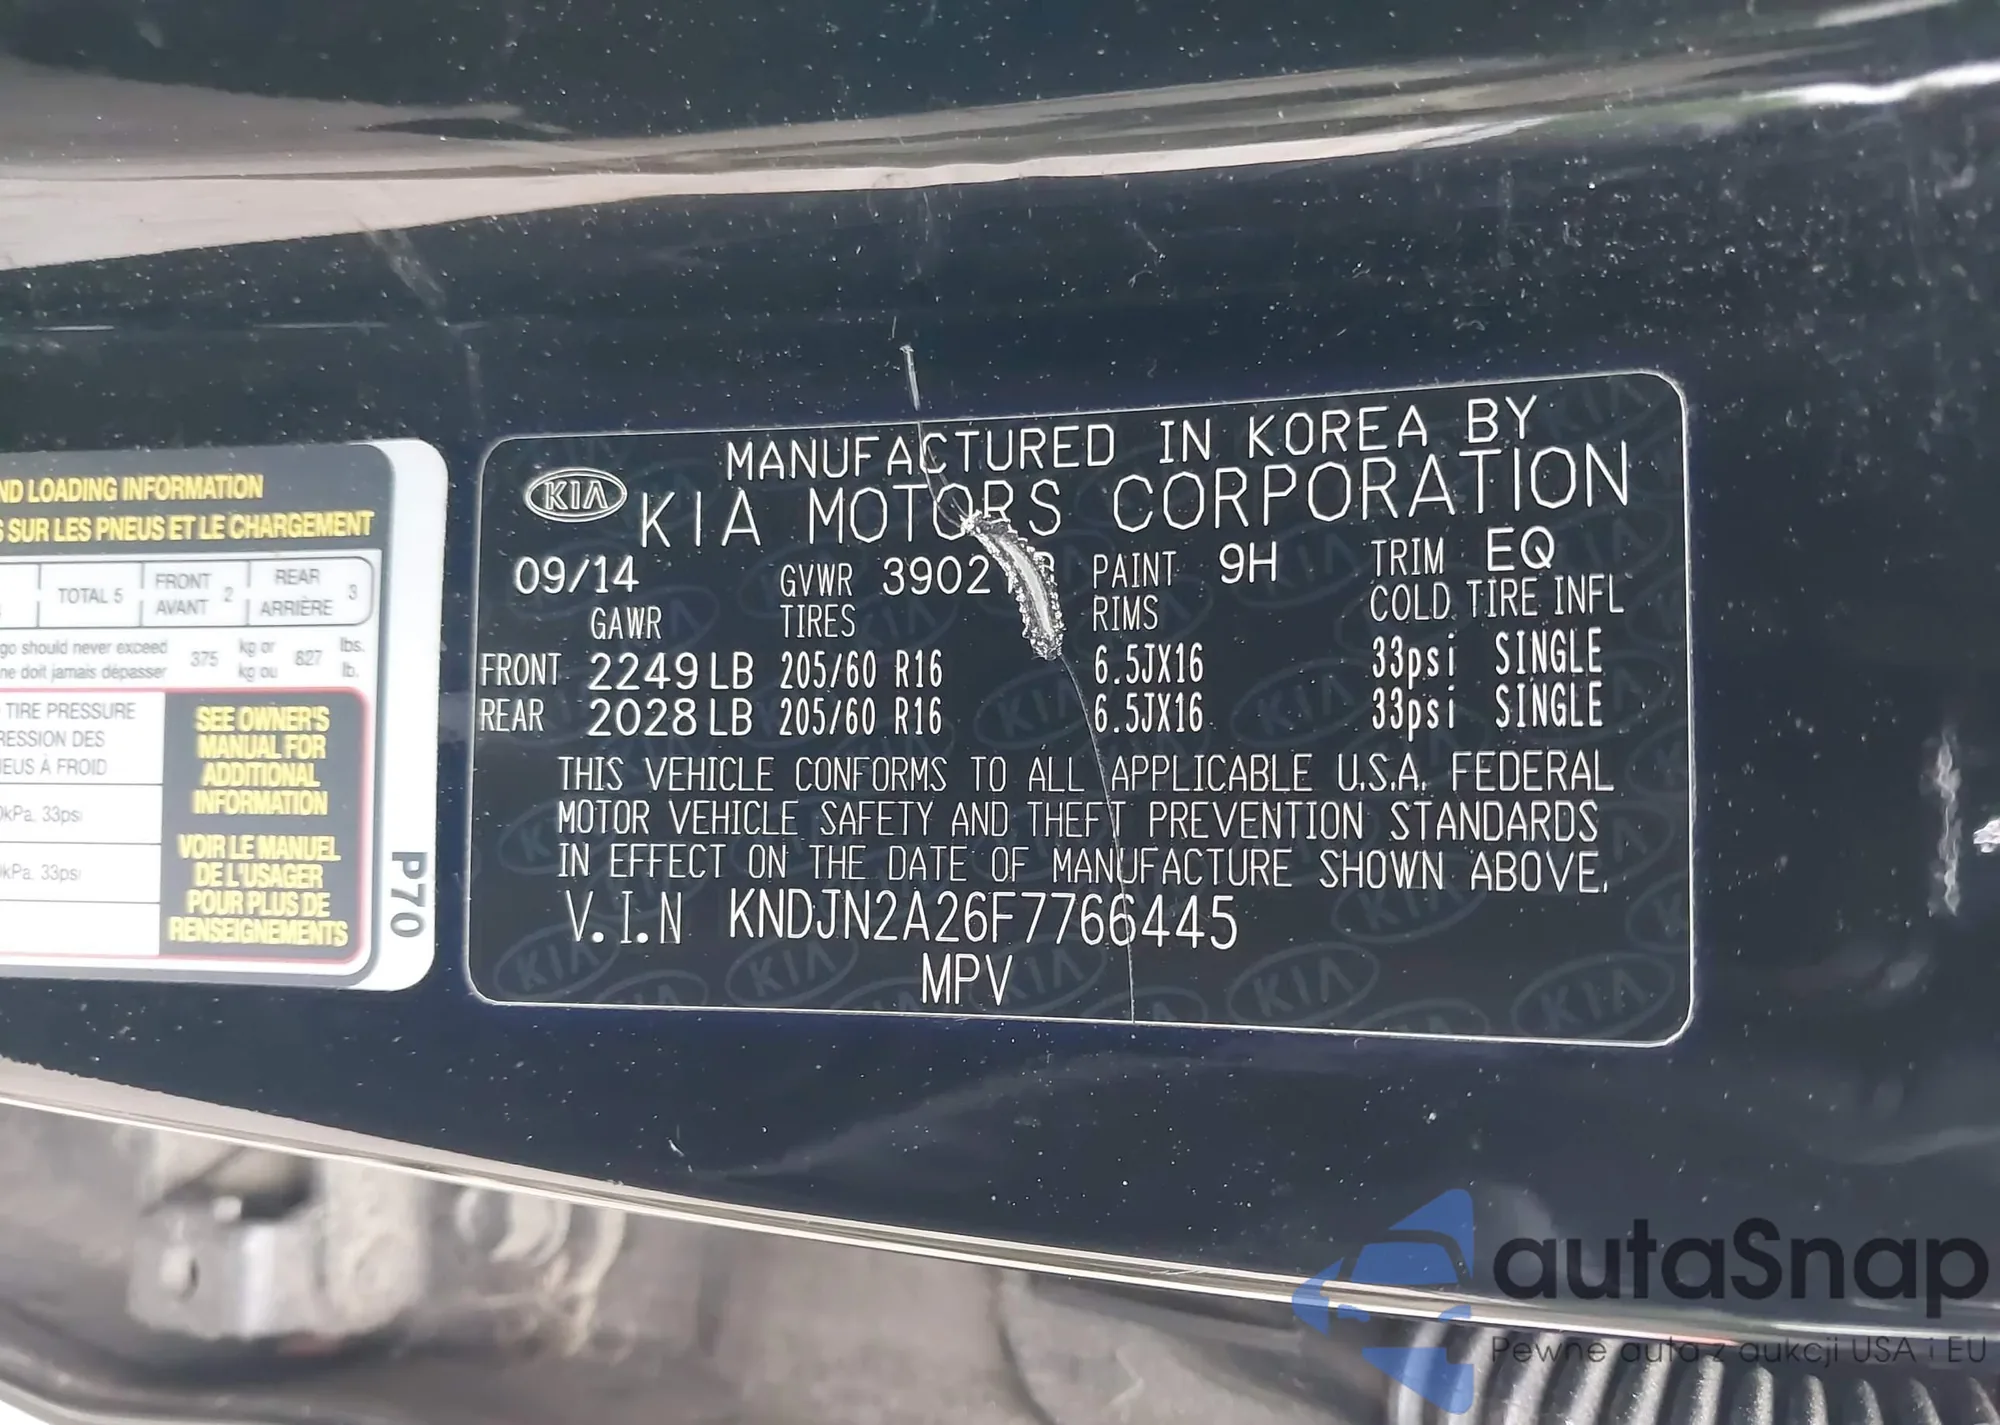 ND LOADING INFORMATION
SUR LES PNEUS ET LE CHARGEMENT
TOTAL 5
FRONT
AVANT 2
REAR
ARRIÈRE 3
go should never exceed
ne doit jamais dépasser
375
kg or
kg ou
827
lbs.
lb.
TIRE PRESSURE
RESSION DES
EUS À FROID
kPa, 33psi
kPa, 33psi
SEE OWNER'S
MANUAL FOR
ADDITIONAL
INFORMATION
VOIR LE MANUEL
DE L'USAGER
POUR PLUS DE
RENSEIGNEMENTS
P70
MANUFACTURED IN KOREA BY
KIA KIA MOTORS CORPORATION
09/14 GVWR 3902 PAINT 9H TRIM EQ
GAWR TIRES RIMS COLD TIRE INFL
FRONT 2249LB 205/60 R16 6.5JX16 33psi SINGLE
REAR 2028LB 205/60 R16 6.5JX16 33psi SINGLE
THIS VEHICLE CONFORMS TO ALL APPLICABLE U.S.A. FEDERAL
MOTOR VEHICLE SAFETY AND THEFT PREVENTION STANDARDS
IN EFFECT ON THE DATE OF MANUFACTURE SHOWN ABOVE.
V.I.N KNDJN2A26F7766445
MPV
autaSnap
Pewne auta z aukcji USA i EU